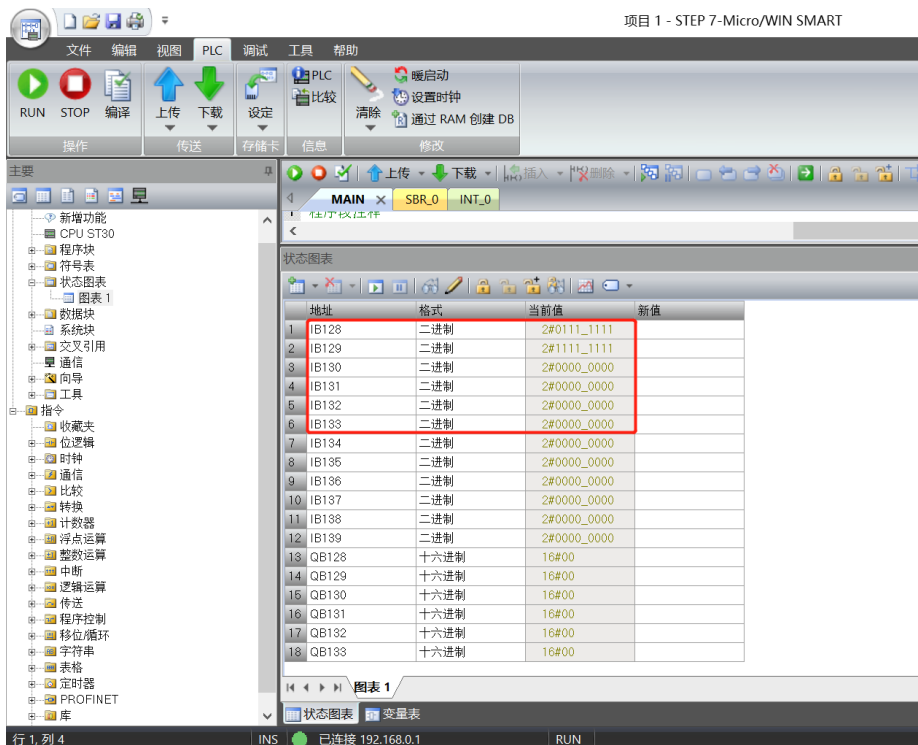 项目 1 - STEP 7-Micro/WIN SMART
文件 编辑 视图 PLC 调试 工具 帮助
RUN STOP 编译 上传 下载 设定 PLC 比较 清除 暖启动 设置时钟 通过 RAM 创建 DB
操作 传送 存储卡 信息 修改
主要
新增功能
CPU ST30
程序块
符号表
状态图表
图表 1
数据块
系统块
交叉引用
通信
向导
工具
指令
收藏夹
位逻辑
时钟
通信
比较
转换
计数器
浮点运算
整数运算
中断
逻辑运算
传送
程序控制
移位/循环
字符串
表格
定时器
PROFINET
库
上传 下载 插入 删除
MAIN SBR_0 INT_0
1 程序段注释
状态图表
地址 格式 当前值 新值
1 IB128 二进制 2#0111_1111
2 IB129 二进制 2#1111_1111
3 IB130 二进制 2#0000_0000
4 IB131 二进制 2#0000_0000
5 IB132 二进制 2#0000_0000
6 IB133 二进制 2#0000_0000
7 IB134 二进制 2#0000_0000
8 IB135 二进制 2#0000_0000
9 IB136 二进制 2#0000_0000
10 IB137 二进制 2#0000_0000
11 IB138 二进制 2#0000_0000
12 IB139 二进制 2#0000_0000
13 QB128 十六进制 16#00
14 QB129 十六进制 16#00
15 QB130 十六进制 16#00
16 QB131 十六进制 16#00
17 QB132 十六进制 16#00
18 QB133 十六进制 16#00
图表 1
状态图表 变量表
行 1, 列 4 INS 已连接 192.168.0.1 RUN